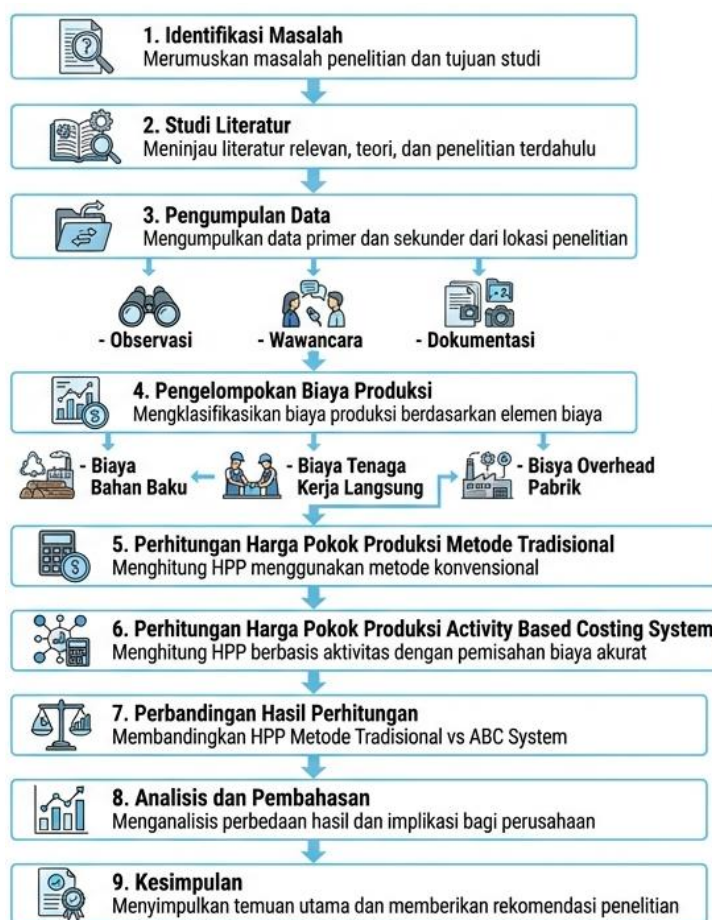 1. Identifikasi Masalah
Merumuskan masalah penelitian dan tujuan studi
2. Studi Literatur
Meninjau literatur relevan, teori, dan penelitian terdahulu
3. Pengumpulan Data
Mengumpulkan data primer dan sekunder dari lokasi penelitian
- Observasi
- Wawancara
- Dokumentasi
4. Pengelompokan Biaya Produksi
Mengklasifikasikan biaya produksi berdasarkan elemen biaya
- Biaya
Bahan Baku
- Biaya Tenaga
Kerja Langsung
- Bisya Overhead
Pabrik
5. Perhitungan Harga Pokok Produksi Metode Tradisional
Menghitung HPP menggunakan metode konvensional
6. Perhitungan Harga Pokok Produksi Activity Based Costing System
Menghitung HPP berbasis aktivitas dengan pemisahan biaya akurat
7. Perbandingan Hasil Perhitungan
Membandingkan HPP Metode Tradisional vs ABC System
8. Analisis dan Pembahasan
Menganalisis perbedaan hasil dan implikasi bagi perusahaan
9. Kesimpulan
Menyimpulkan temuan utama dan memberikan rekomendasi penelitian